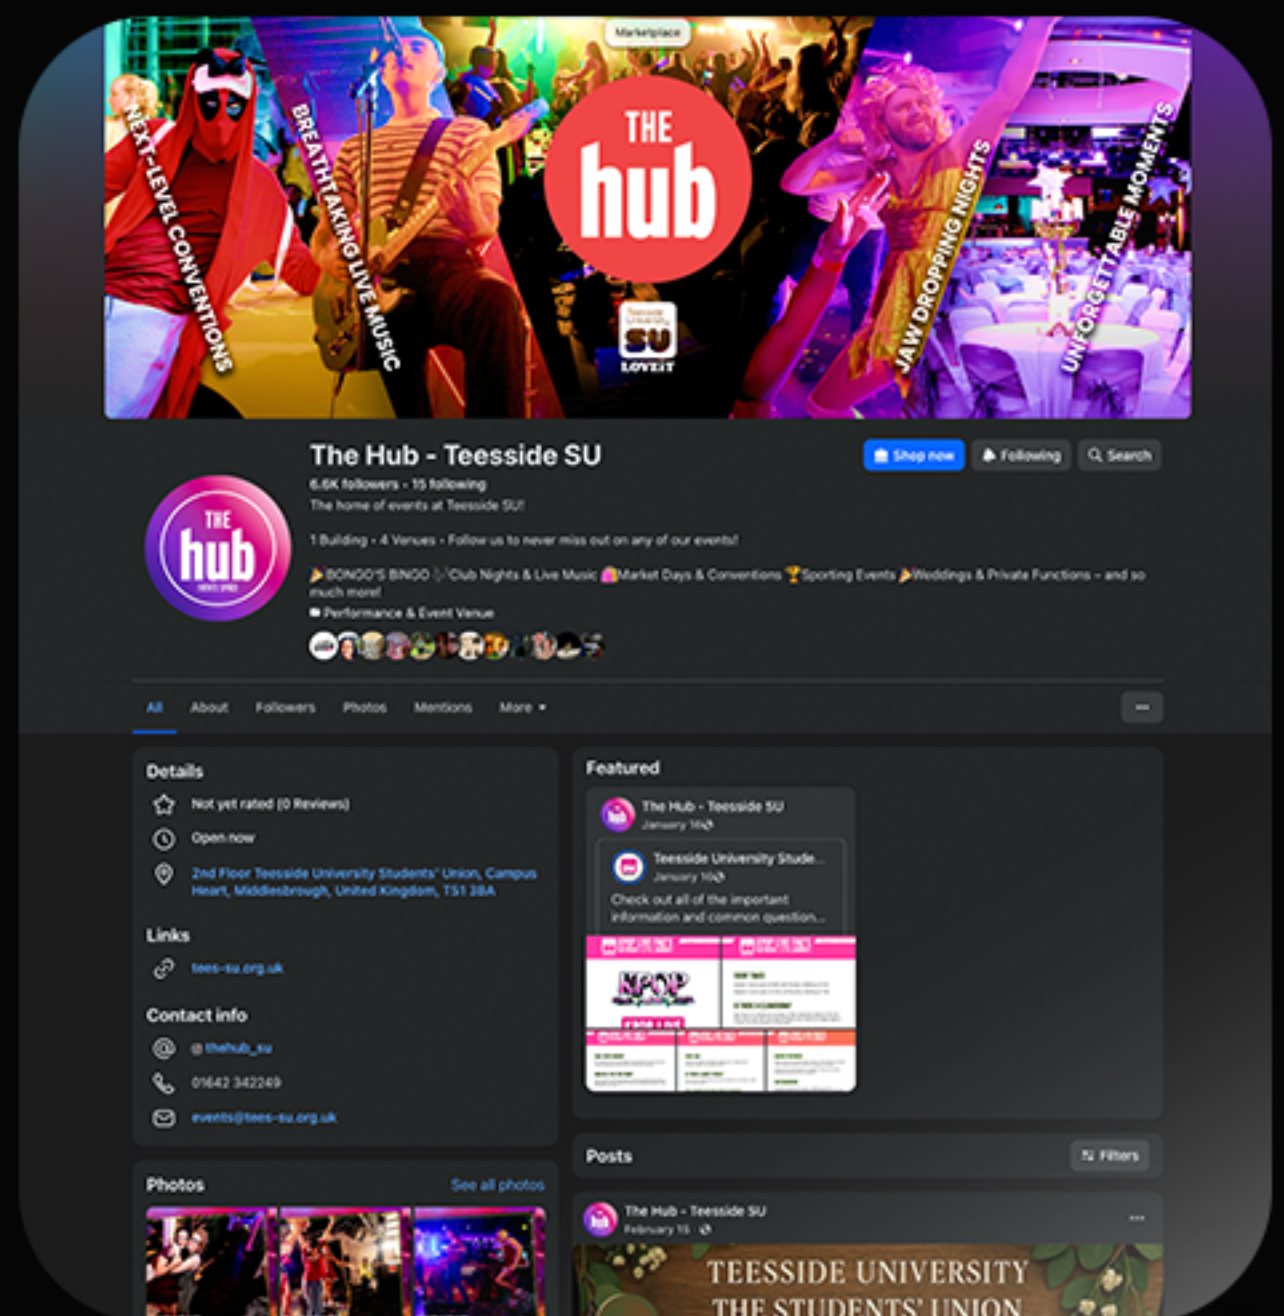 Marketplace
NEXT-LEVEL CONVENTIONS
BREATHTAKING LIVE MUSIC
THE
hub
Teesside
University
SU
LOVEiT
JAW DROPPING NIGHTS
UNFORGETTABLE MOMENTS
THE
hub
The Hub - Teesside SU
Shop now
Following
Search
6.6K followers • 15 following
The home of events at Teesside SU!
1 Building • 4 Venues • Follow us to never miss out on any of our events!
BONGO'S BINGO Club Nights & Live Music Market Days & Conventions Sporting Events Weddings & Private Functions – and so
much more!
Performance & Event Venue
All About Followers Photos Mentions More
Details
Not yet rated (0 Reviews)
Open now
2nd Floor Teesside University Students' Union, Campus
Heart, Middlesbrough, United Kingdom, TS1 3BA
Links
tees-su.org.uk
Contact info
thehub_su
01642 342249
events@tees-su.org.uk
Photos
See all photos
Featured
hub
The Hub - Teesside SU
January 16
Teesside University Stude...
January 10
Check out all of the important
information and common question...
KPOP
Posts
Filters
hub
The Hub - Teesside SU
February 15
TEESSIDE UNIVERSITY
THE STUDENTS' UNION